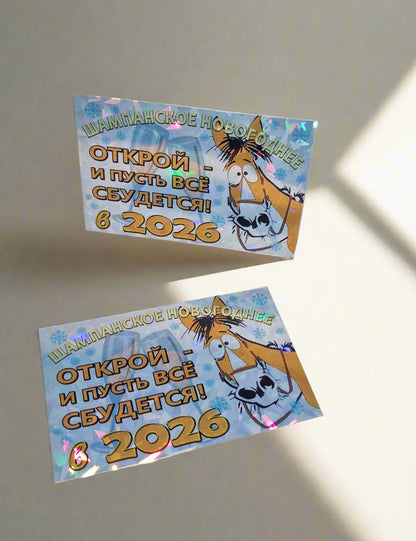 ШАМПАНСКОЕ НОВОГОДНЕЕ
ОТКРОЙ -
И ПУСТЬ ВСЁ
СБУДЕТСЯ!
в 2026
ШАМПАНСКОЕ НОВОГОДНЕЕ
ОТКРОЙ -
И ПУСТЬ ВСЁ
СБУДЕТСЯ!
в 2026